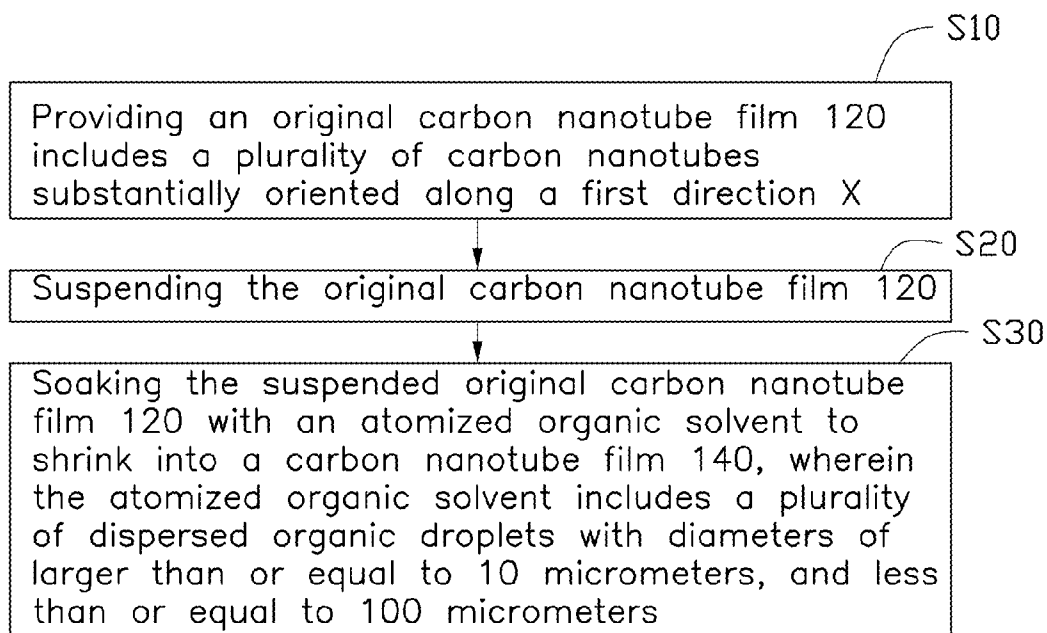 S10
Providing an original carbon nanotube film 120
includes a plurality of carbon nanotubes
substantially oriented along a first direction X
S20
Suspending the original carbon nanotube film 120
S30
Soaking the suspended original carbon nanotube
film 120 with an atomized organic solvent to
shrink into a carbon nanotube film 140, wherein
the atomized organic solvent includes a plurality
of dispersed organic droplets with diameters of
larger than or equal to 10 micrometers, and less
than or equal to 100 micrometers